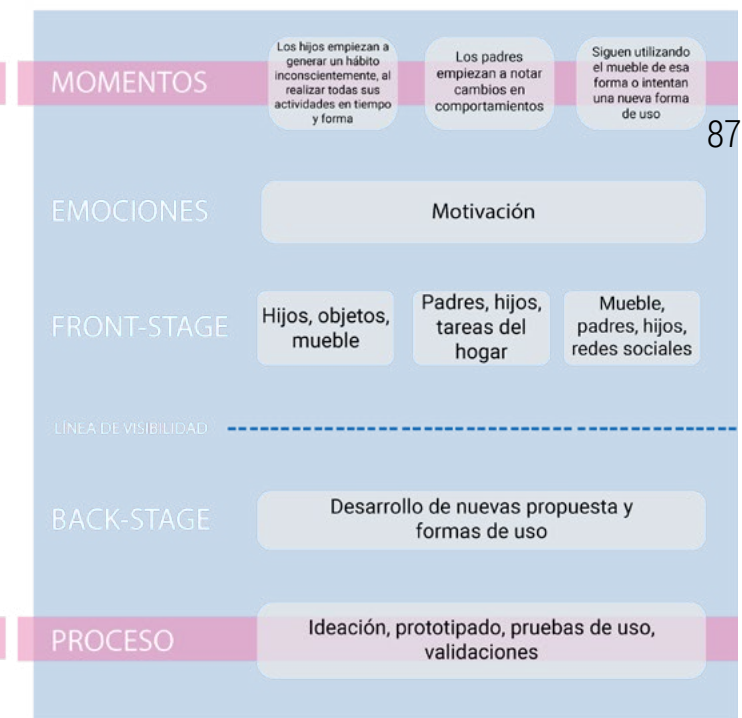 MOMENTOS
Los hijos empiezan a
generar un hábito
inconscientemente, al
realizar todas sus
actividades en tiempo
y forma
Los padres
empiezan a notar
cambios en
comportamientos
Siguen utilizando
el mueble de esa
forma o intentan
una nueva forma
de uso
87
EMOCIONES
Motivación
FRONT-STAGE
Hijos, objetos,
mueble
Padres, hijos,
tareas del
hogar
Mueble,
padres, hijos,
redes sociales
LÍNEA DE VISIBILIDAD
BACK-STAGE
Desarrollo de nuevas propuesta y
formas de uso
PROCESO
Ideación, prototipado, pruebas de uso,
validaciones